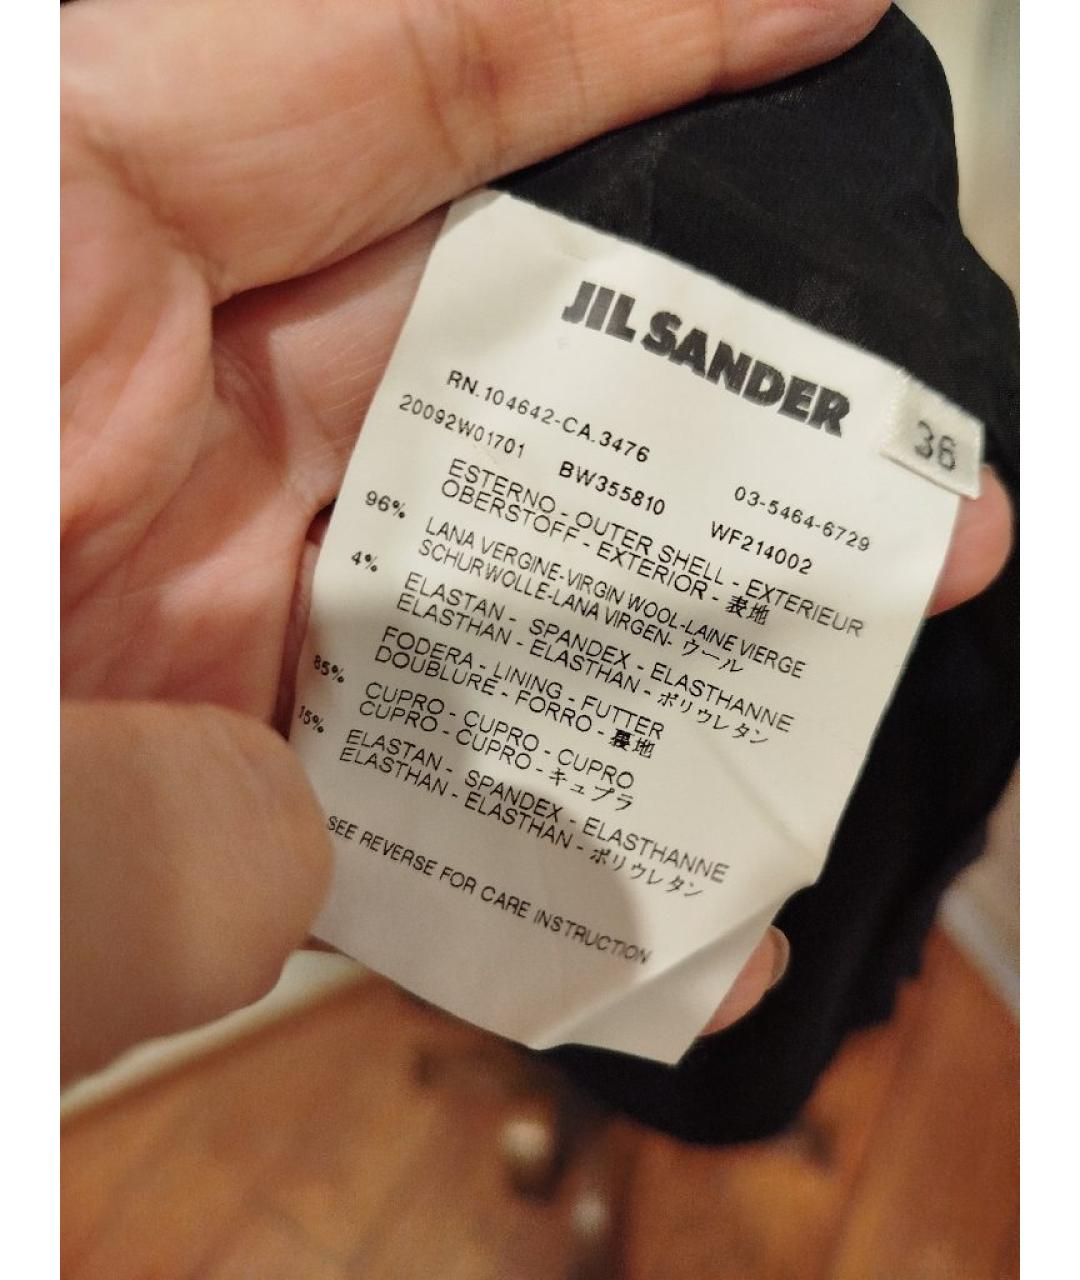 JIL SANDER
36
RN.104642-CA.3476 03-5464-6729
20092W01701 BW355810 WF214002
ESTERNO - OUTER SHELL - EXTERIEUR
OBERSTOFF - EXTERIOR - 表地
96% LANA VERGINE-VIRGIN WOOL-LAINE VIERGE
SCHURWOLLE-LANA VIRGEN- ウール
4% ELASTAN - SPANDEX - ELASTHANNE
ELASTHAN - ELASTHAN - ポリウレタン
FODERA - LINING - FUTTER
DOUBLURE - FORRO - 裏地
85% CUPRO - CUPRO - CUPRO
CUPRO - CUPRO - キュプラ
15% ELASTAN - SPANDEX - ELASTHANNE
ELASTHAN - ELASTHAN - ポリウレタン
SEE REVERSE FOR CARE INSTRUCTION